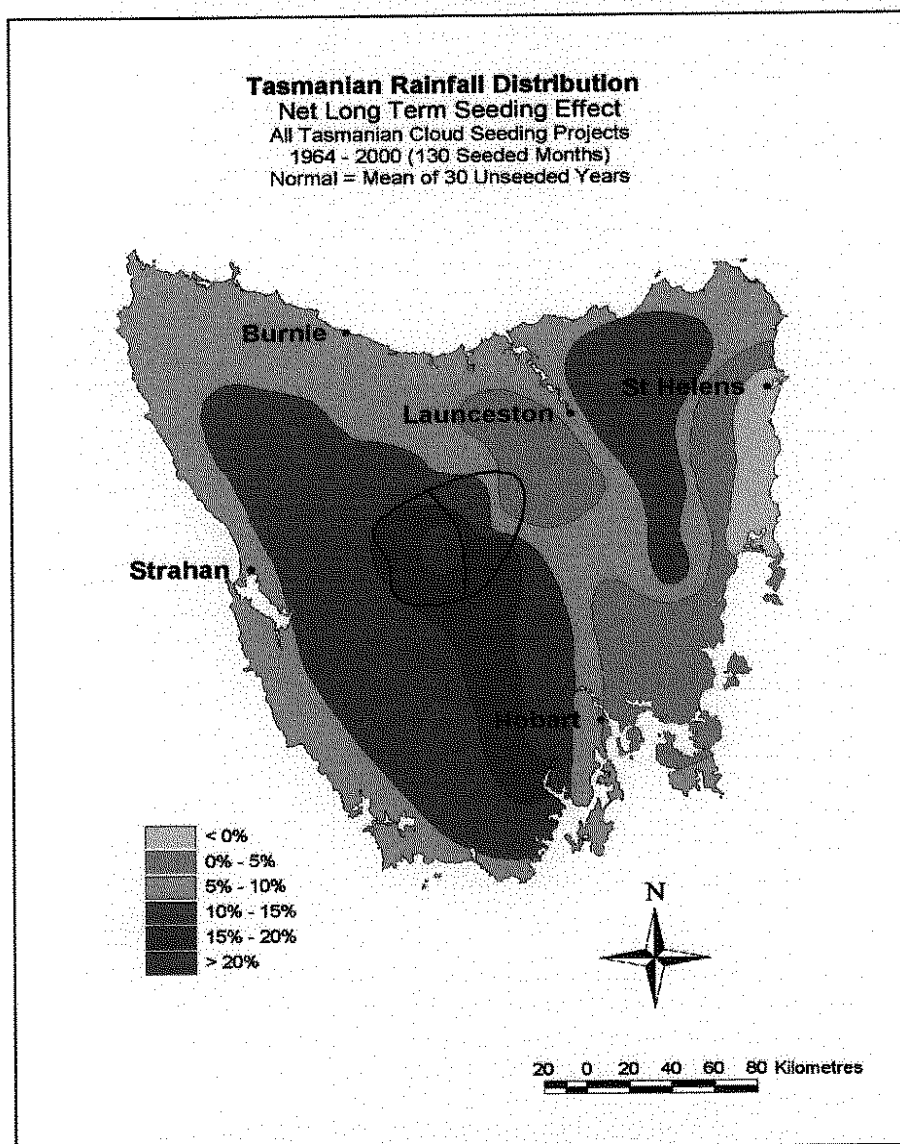 Tasmanian Rainfall Distribution
Net Long Term Seeding Effect
All Tasmanian Cloud Seeding Projects
1964 - 2000 (130 Seeded Months)
Normal = Mean of 30 Unseeded Years
Burnie
St Helens
Launceston
Strahan
Hobart
< 0%
0% - 5%
5% - 10%
10% - 15%
15% - 20%
> 20%
N
20 0 20 40 60 80 Kilometres